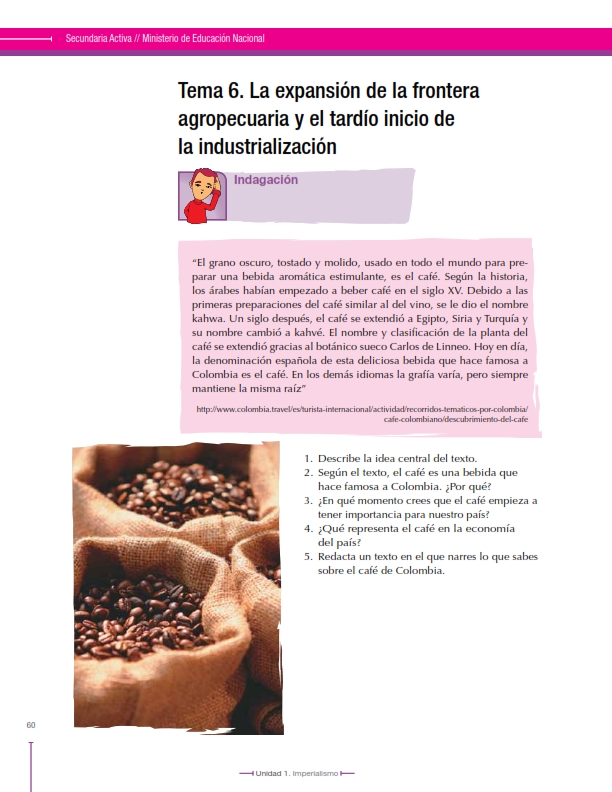 Secundaria Activa // Ministerio de Educación Nacional
Tema 6. La expansión de la frontera
agropecuaria y el tardío inicio de
la industrialización
Indagación
“El grano oscuro, tostado y molido, usado en todo el mundo para pre-
parar una bebida aromática estimulante, es el café. Según la historia,
los árabes habían empezado a beber café en el siglo XV. Debido a las
primeras preparaciones del café similar al del vino, se le dio el nombre
kahwa. Un siglo después, el café se extendió a Egipto, Siria y Turquía y
su nombre cambió a kahvé. El nombre y clasificación de la planta del
café se extendió gracias al botánico sueco Carlos de Linneo. Hoy en día,
la denominación española de esta deliciosa bebida que hace famosa a
Colombia es el café. En los demás idiomas la grafía varía, pero siempre
mantiene la misma raíz”
http://www.colombia.travel/es/turista-internacional/actividad/recorridos-tematicos-por-colombia/
cafe-colombiano/descubrimiento-del-cafe
1. Describe la idea central del texto.
2. Según el texto, el café es una bebida que
hace famosa a Colombia. ¿Por qué?
3. ¿En qué momento crees que el café empieza a
tener importancia para nuestro país?
4. ¿Qué representa el café en la economía
del país?
5. Redacta un texto en el que narres lo que sabes
sobre el café de Colombia.
60
Unidad 1. Imperialismo